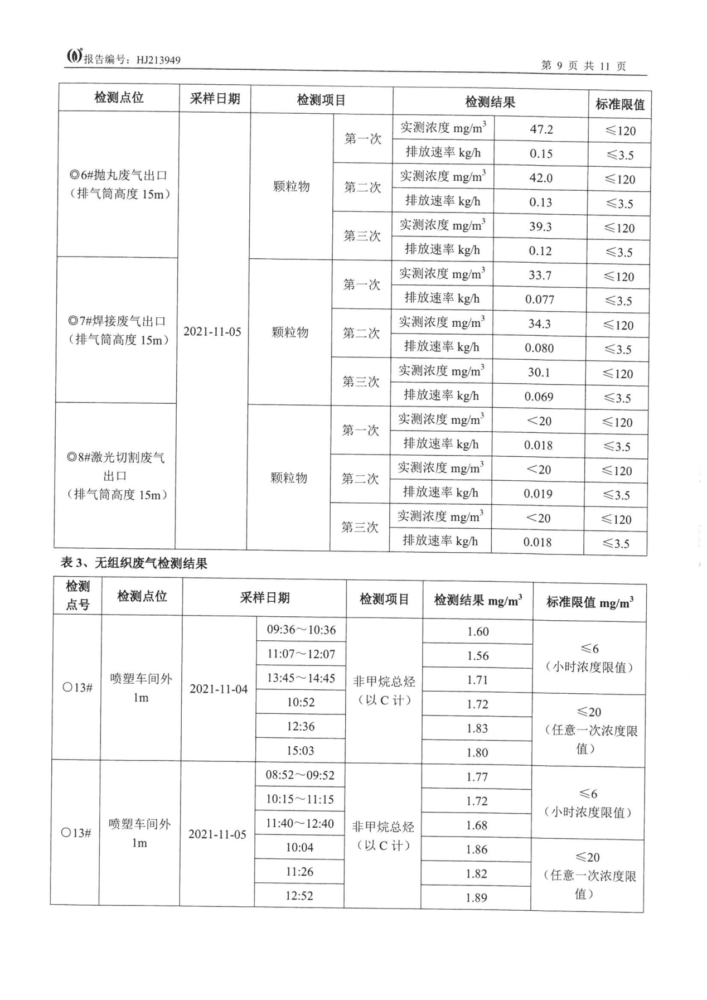 报告编号：HJ213949
第 9 页 共 11 页
检测点位 采样日期 检测项目 检测结果 标准限值
◎6#抛丸废气出口
（排气筒高度 15m）
2021-11-05
颗粒物
第一次 实测浓度 mg/m³ 47.2 ≤120
排放速率 kg/h 0.15 ≤3.5
第二次 实测浓度 mg/m³ 42.0 ≤120
排放速率 kg/h 0.13 ≤3.5
第三次 实测浓度 mg/m³ 39.3 ≤120
排放速率 kg/h 0.12 ≤3.5
◎7#焊接废气出口
（排气筒高度 15m）
颗粒物
第一次 实测浓度 mg/m³ 33.7 ≤120
排放速率 kg/h 0.077 ≤3.5
第二次 实测浓度 mg/m³ 34.3 ≤120
排放速率 kg/h 0.080 ≤3.5
第三次 实测浓度 mg/m³ 30.1 ≤120
排放速率 kg/h 0.069 ≤3.5
◎8#激光切割废气
出口
（排气筒高度 15m）
颗粒物
第一次 实测浓度 mg/m³ ＜20 ≤120
排放速率 kg/h 0.018 ≤3.5
第二次 实测浓度 mg/m³ ＜20 ≤120
排放速率 kg/h 0.019 ≤3.5
第三次 实测浓度 mg/m³ ＜20 ≤120
排放速率 kg/h 0.018 ≤3.5
表 3、无组织废气检测结果
检测
点号
检测点位 采样日期 检测项目 检测结果 mg/m³ 标准限值 mg/m³
○13#
喷塑车间外
1m
2021-11-04
非甲烷总烃
（以 C 计）
09:36～10:36 1.60
11:07～12:07 1.56
13:45～14:45 1.71
≤6
（小时浓度限值）
10:52 1.72
12:36 1.83
15:03 1.80
≤20
（任意一次浓度限
值）
○13#
喷塑车间外
1m
2021-11-05
非甲烷总烃
（以 C 计）
08:52～09:52 1.77
10:15～11:15 1.72
11:40～12:40 1.68
≤6
（小时浓度限值）
10:04 1.86
11:26 1.82
12:52 1.89
≤20
（任意一次浓度限
值）